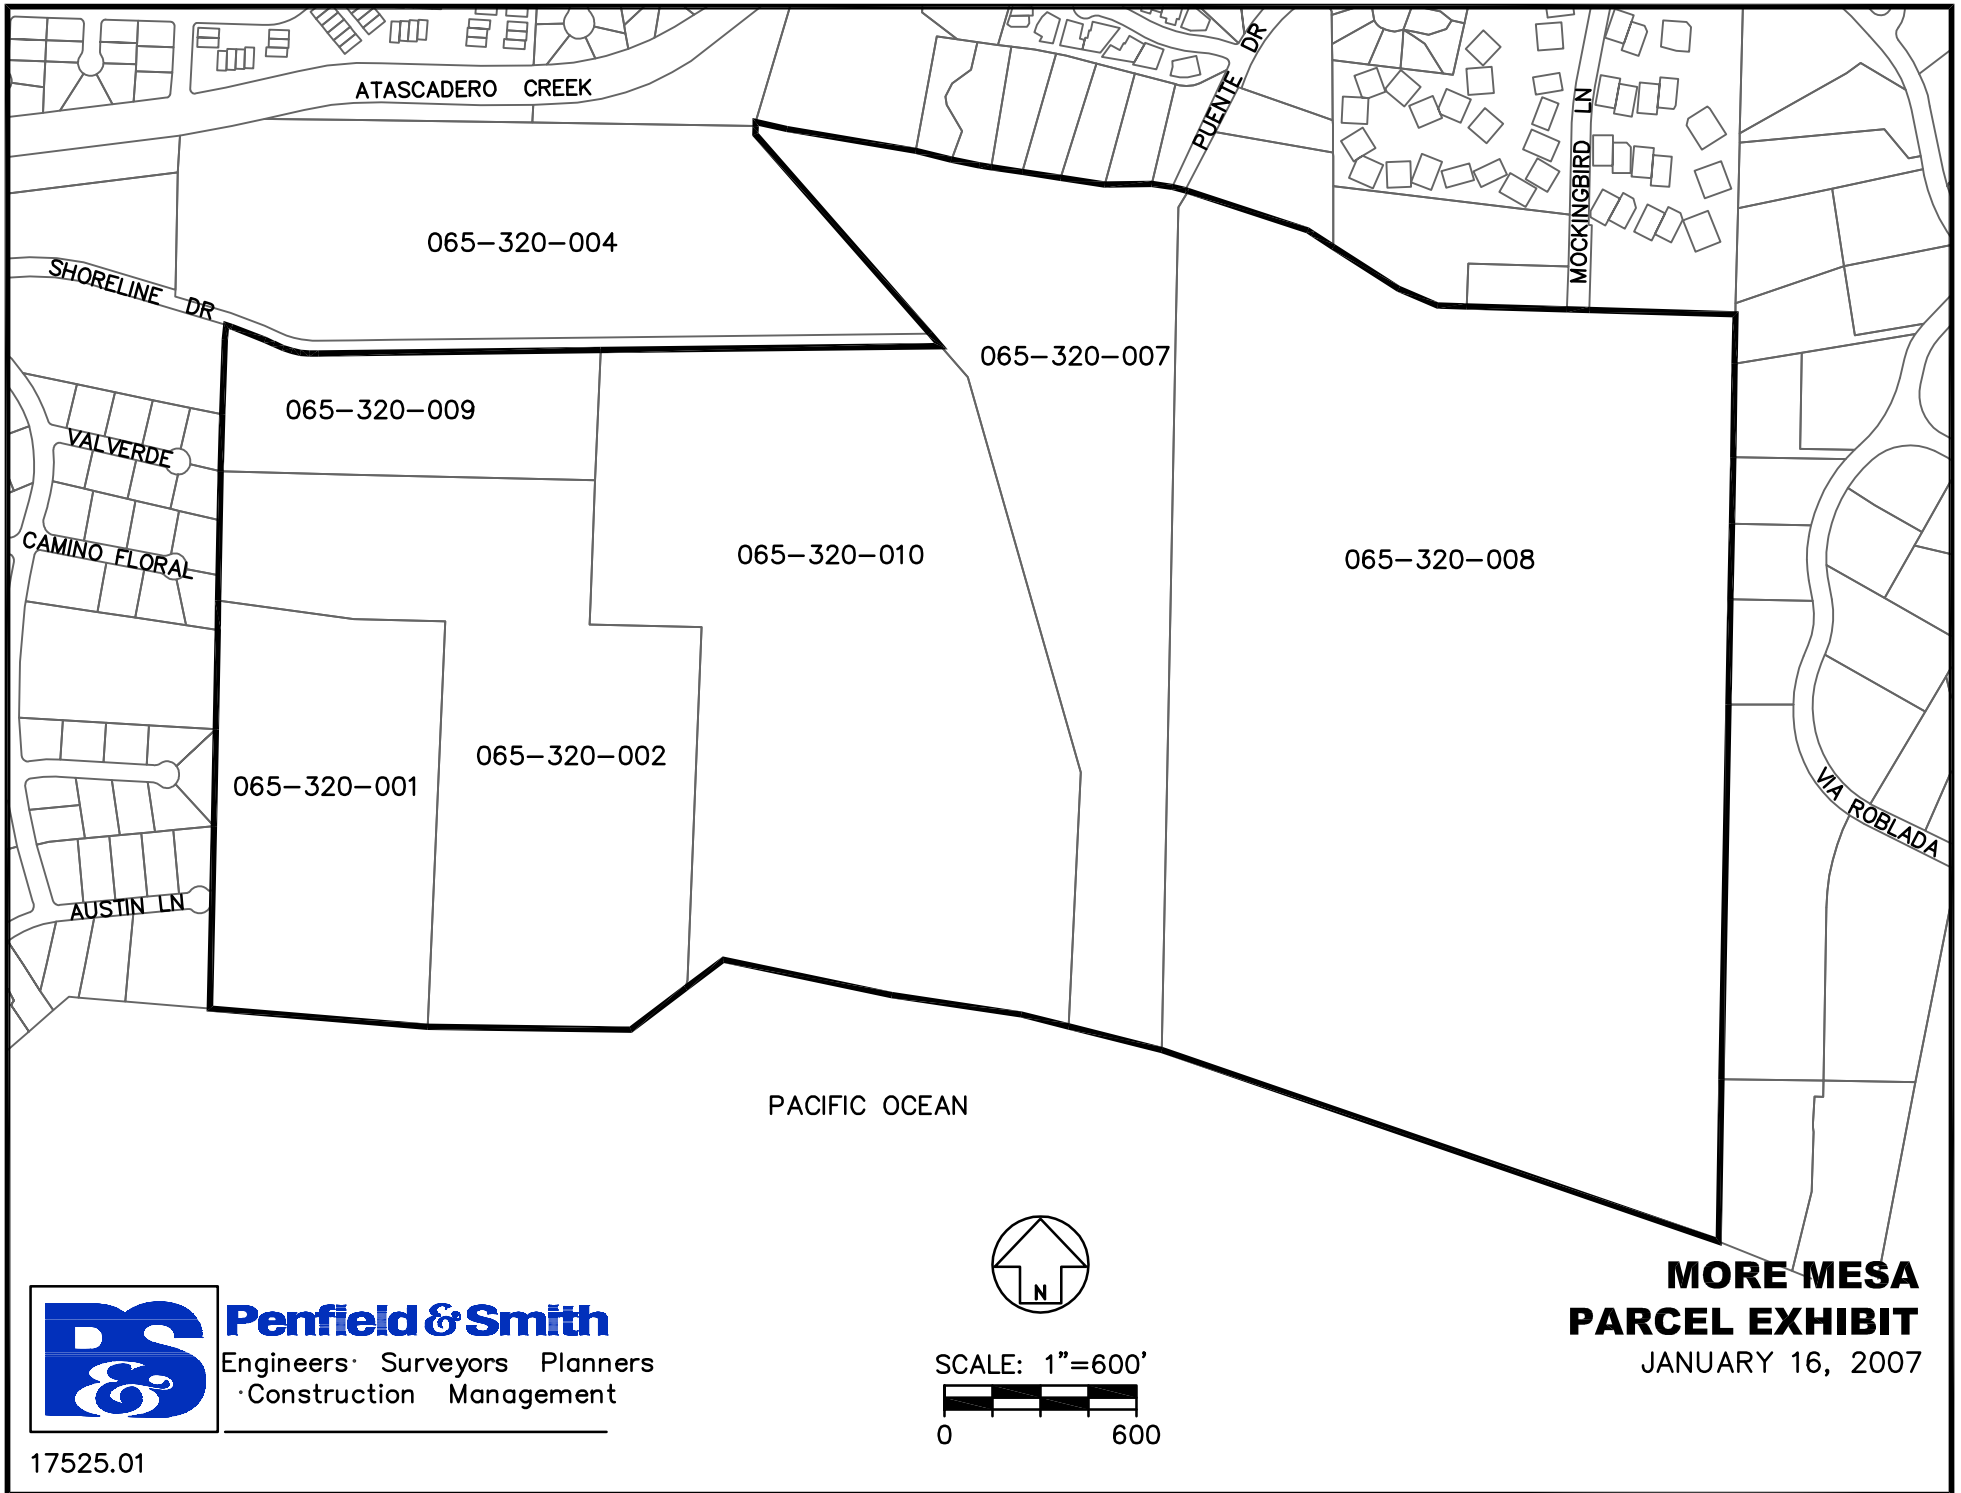 ATASCADERO CREEK
PUENTE DR
MOCKINGBIRD LN
065-320-004
SHORELINE DR
065-320-007
065-320-009
VALVERDE
CAMINO FLORAL
065-320-010
065-320-008
065-320-002
065-320-001
VIA ROBLADA
AUSTIN LN
PACIFIC OCEAN
N
MORE MESA
PARCEL EXHIBIT
JANUARY 16, 2007
P&S
Penfield & Smith
Engineers· Surveyors Planners
·Construction Management
SCALE: 1"=600'
0 600
17525.01